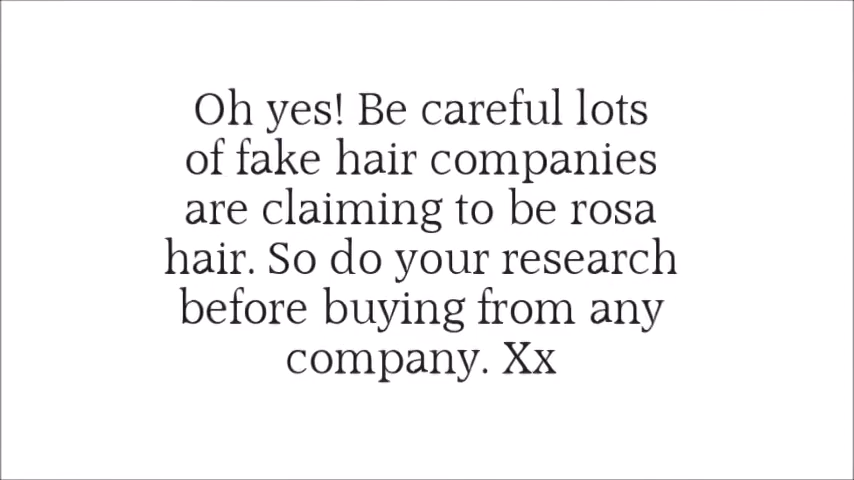 Oh yes! Be careful lots
of fake hair companies
are claiming to be rosa
hair. So do your research
before buying from any
company. Xx